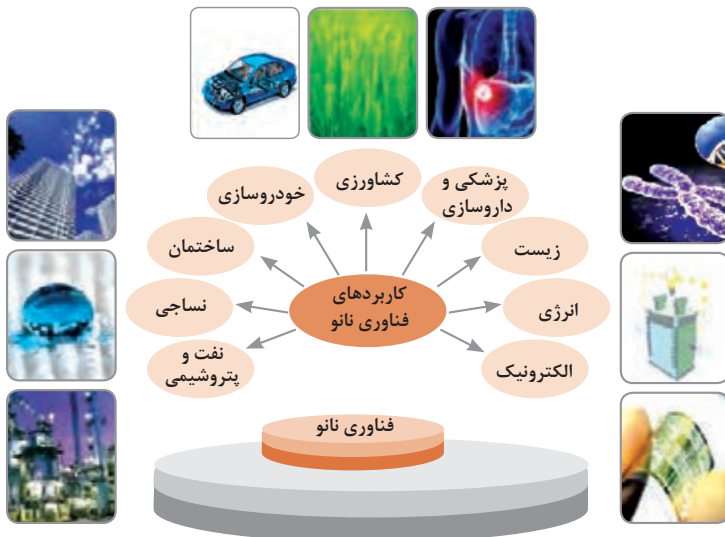 کشاورزی
پزشکی و
داروسازی
خودروسازی
زیست
ساختمان
کاربردهای
فناوری نانو
انرژی
نساجی
الکترونیک
نفت و
پتروشیمی
فناوری نانو